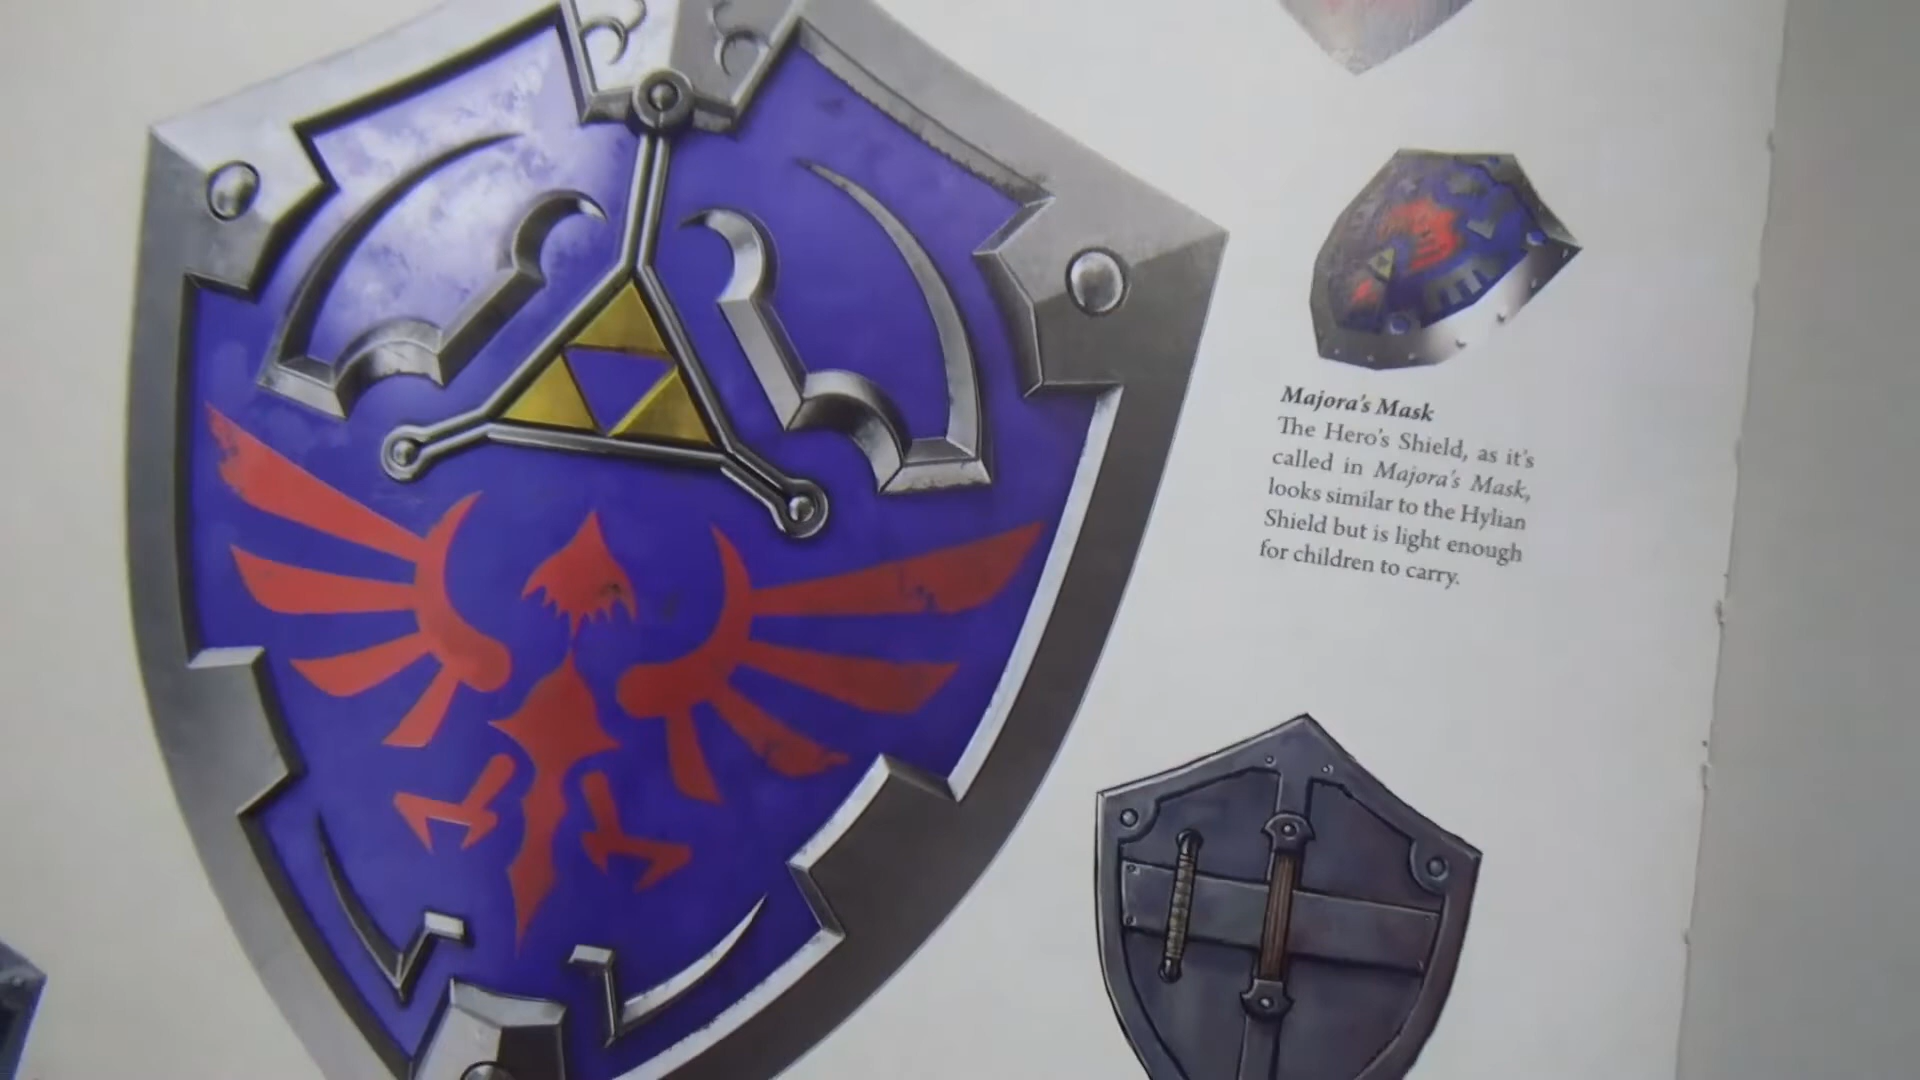 Majora's Mask
The Hero's Shield, as it's
called in Majora's Mask,
looks similar to the Hylian
Shield but is light enough
for children to carry.